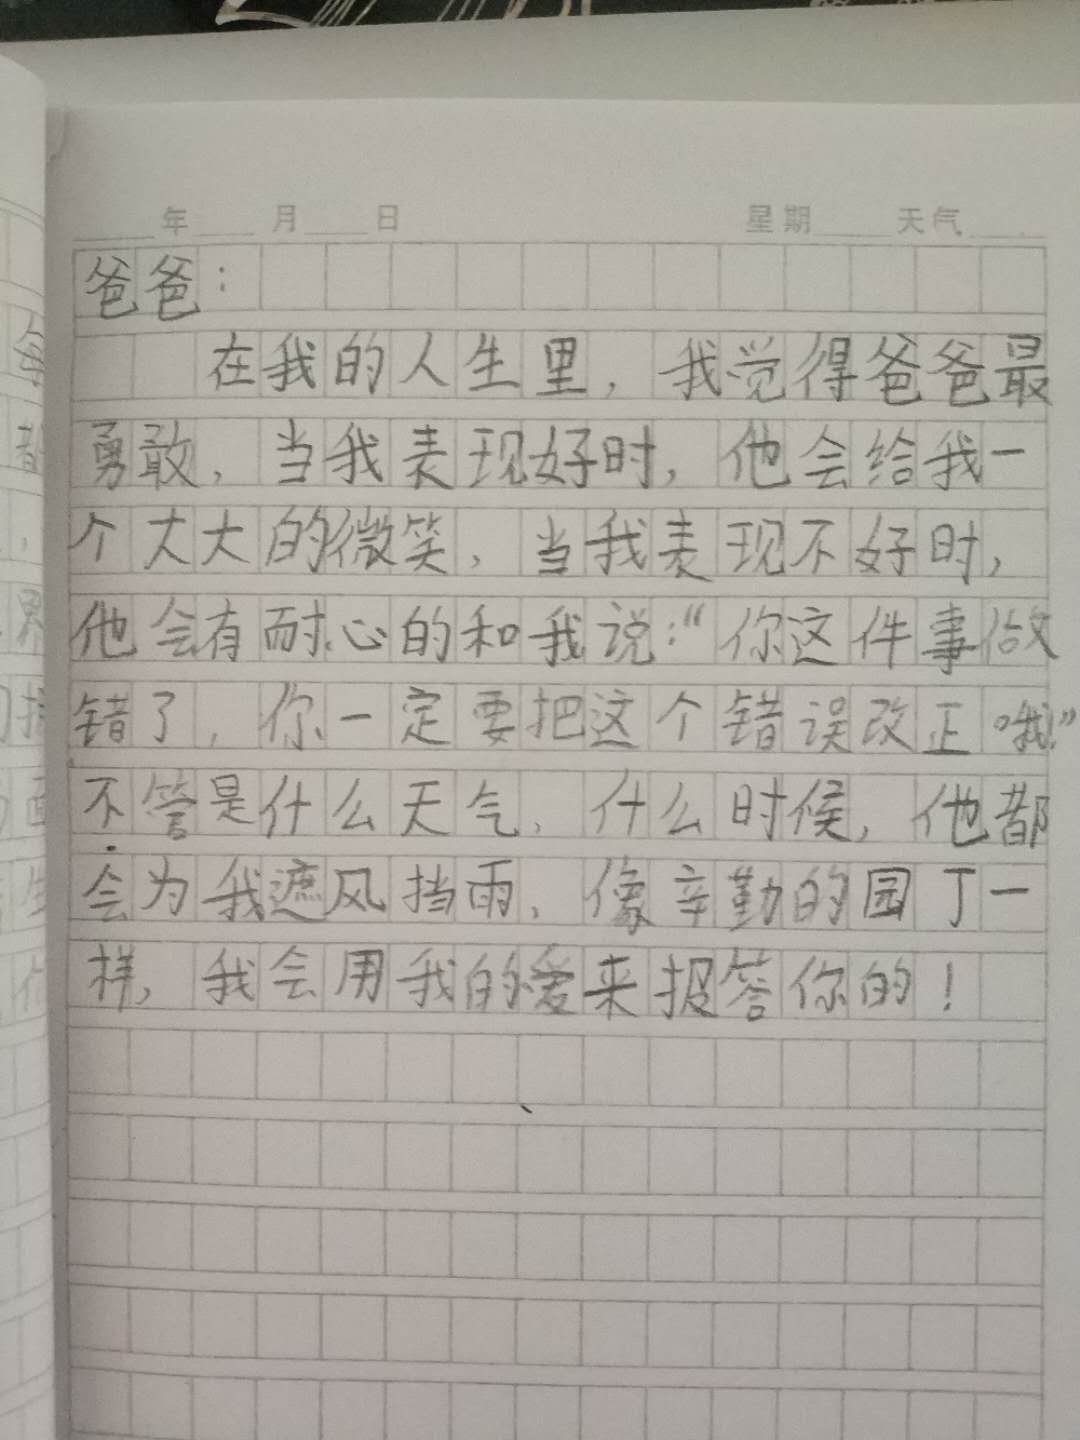 年 月 日 星期 天气
爸爸：
在我的人生里，我觉得爸爸最
勇敢，当我表现好时，他会给我一
个大大的微笑，当我表现不好时，
他会有耐心的和我说：“你这件事做
错了，你一定要把这个错误改正哦！”
不管是什么天气，什么时候，他都
会为我遮风挡雨，像辛勤的园丁一
样，我会用我的爱来报答你的！